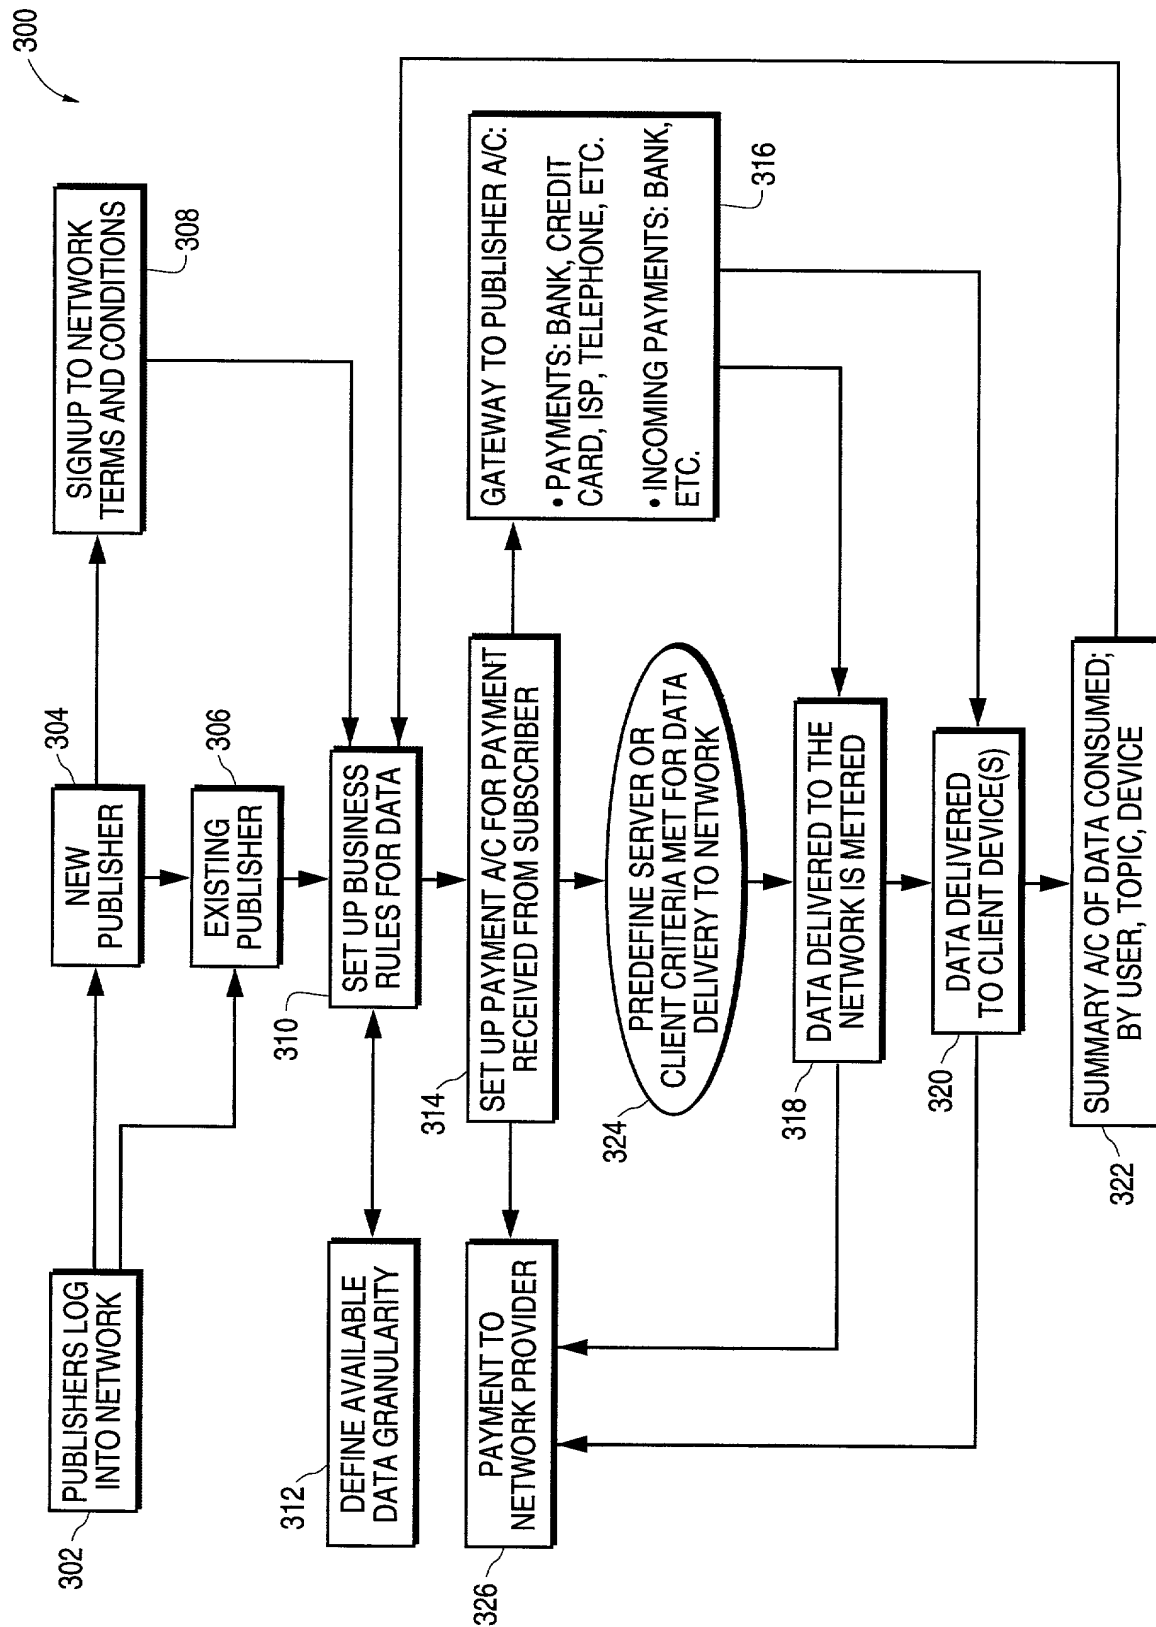 300
PUBLISHERS LOG
INTO NETWORK
302
NEW
PUBLISHER
304
SIGNUP TO NETWORK
TERMS AND CONDITIONS
308
EXISTING
PUBLISHER
306
DEFINE AVAILABLE
DATA GRANULARITY
312
SET UP BUSINESS
RULES FOR DATA
310
PAYMENT TO
NETWORK PROVIDER
326
SET UP PAYMENT A/C FOR PAYMENT
RECEIVED FROM SUBSCRIBER
314
GATEWAY TO PUBLISHER A/C:
• PAYMENTS: BANK, CREDIT
CARD, ISP, TELEPHONE, ETC.
• INCOMING PAYMENTS: BANK,
ETC.
316
PREDEFINE SERVER OR
CLIENT CRITERIA MET FOR DATA
DELIVERY TO NETWORK
324
DATA DELIVERED TO THE
NETWORK IS METERED
318
DATA DELIVERED
TO CLIENT DEVICE(S)
320
SUMMARY A/C OF DATA CONSUMED;
BY USER, TOPIC, DEVICE
322